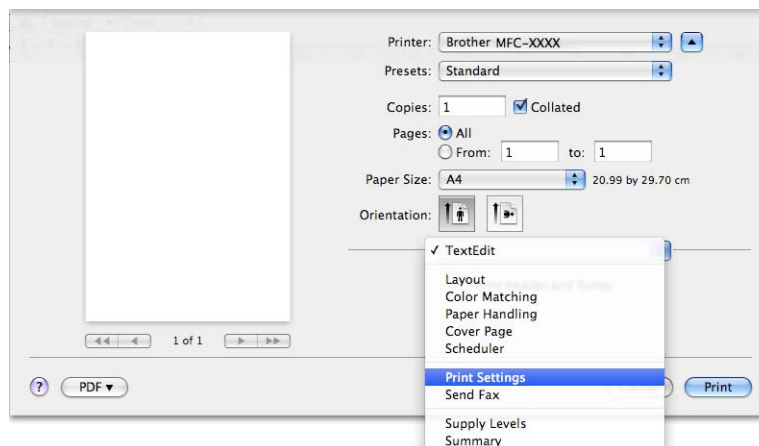 Printer: Brother MFC-XXXX
Presets: Standard
Copies: 1 Collated
Pages: All
From: 1 to: 1
Paper Size: A4 20.99 by 29.70 cm
Orientation:
✓ TextEdit
Layout
Color Matching
Paper Handling
Cover Page
Scheduler
Print Settings
Send Fax
Supply Levels
Summary
1 of 1
? PDF ▼ Print